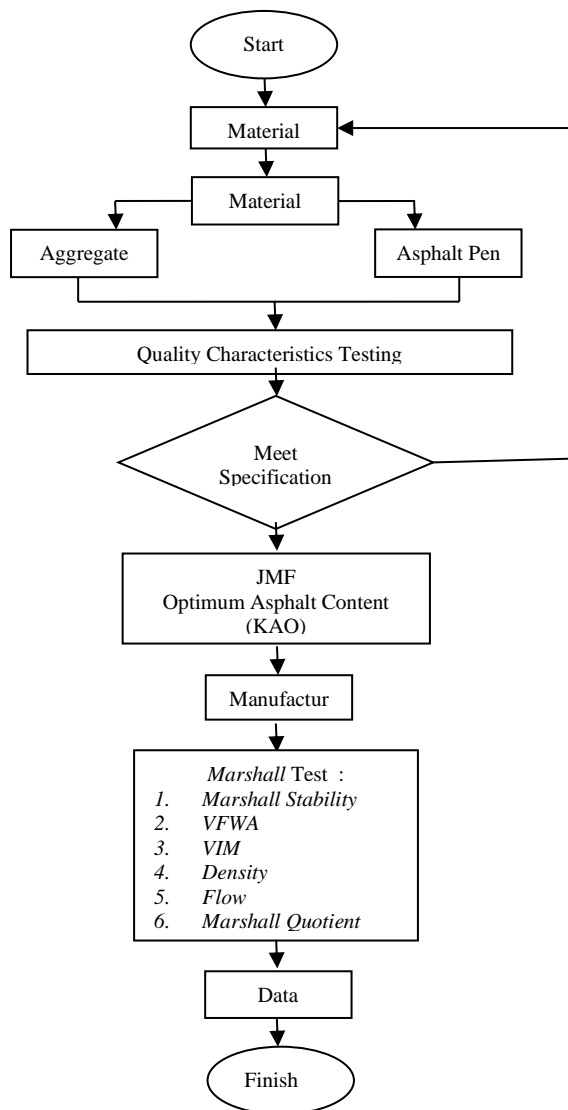 Start
Material
Material
Aggregate
Asphalt Pen
Quality Characteristics Testing
Meet
Specification
JMF
Optimum Asphalt Content
(KAO)
Manufactur
Marshall Test :
1. Marshall Stability
2. VFWA
3. VIM
4. Density
5. Flow
6. Marshall Quotient
Data
Finish